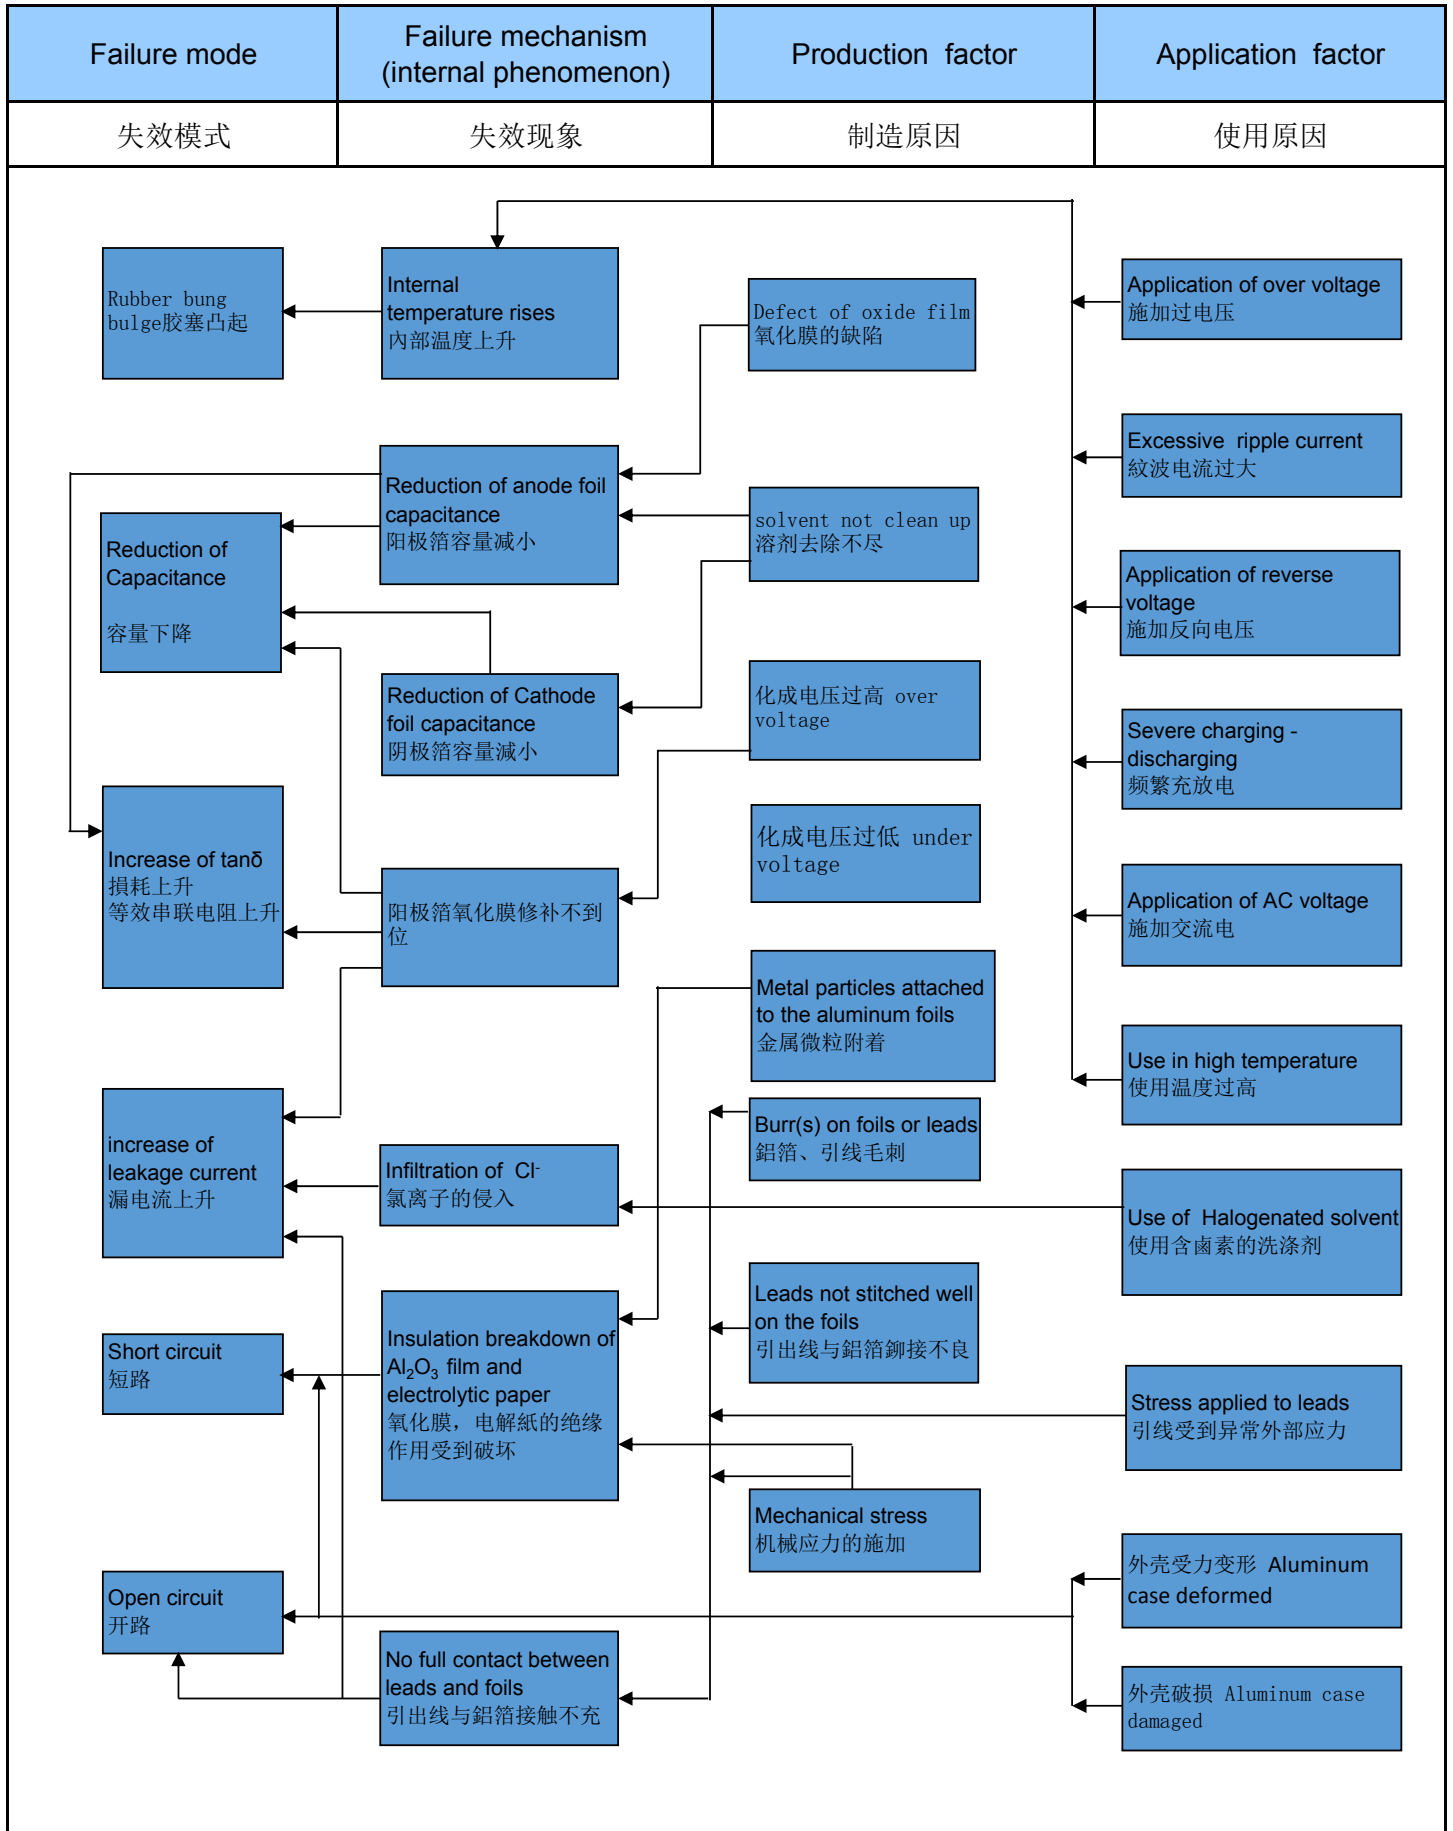 Failure mode
Failure mechanism
(internal phenomenon)
Production factor
Application factor
失效模式
失效现象
制造原因
使用原因
Rubber bung
bulge胶塞凸起
Internal
temperature rises
內部温度上升
Defect of oxide film
氧化膜的缺陷
Application of over voltage
施加过电压
Excessive ripple current
紋波电流过大
Reduction of anode foil
capacitance
阳极箔容量减小
solvent not clean up
溶剂去除不尽
Reduction of
Capacitance
容量下降
Application of reverse
voltage
施加反向电压
Reduction of Cathode
foil capacitance
阴极箔容量減小
化成电压过高 over
voltage
Severe charging -
discharging
频繁充放电
Increase of tanδ
損耗上升
等效串联电阻上升
化成电压过低 under
voltage
阳极箔氧化膜修补不到
位
Application of AC voltage
施加交流电
Metal particles attached
to the aluminum foils
金属微粒附着
Use in high temperature
使用温度过高
increase of
leakage current
漏电流上升
Infiltration of Cl-
氯离子的侵入
Burr(s) on foils or leads
鋁箔、引线毛刺
Use of Halogenated solvent
使用含鹵素的洗涤剂
Short circuit
短路
Insulation breakdown of
Al₂O₃ film and
electrolytic paper
氧化膜，电解紙的绝缘
作用受到破坏
Leads not stitched well
on the foils
引出线与鋁箔鉚接不良
Stress applied to leads
引线受到异常外部应力
Mechanical stress
机械应力的施加
Open circuit
开路
外壳受力变形 Aluminum
case deformed
No full contact between
leads and foils
引出线与鋁箔接触不充
外壳破损 Aluminum case
damaged